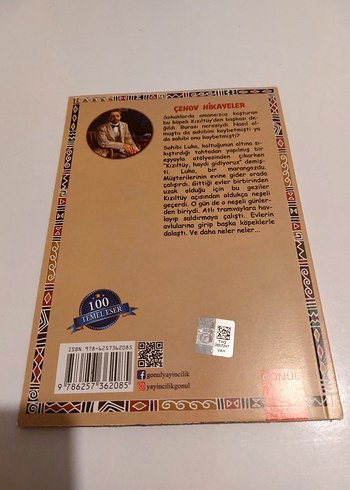 ÇEHOV HİKAYELER
Sokaklarda amansızca koşturan
bu köpek Kızıltüy'den başkası de-
ğildi. Burası neresiydi. Nasıl ol-
muştu da sahibini kaybetmişti ya
da sahibi onu kaybetmişti?
Sahibi Luka, koltuğunun altına sı-
kıştırdığı tahtadan yapılmış bir
eşyayla atölyesinden çıkarken
"Kızıltüy, haydi gidiyoruz" demiş-
ti. Luka, bir marangozdu.
Müşterilerinin evine gider orada
çalışırdı. Gittiği evler birbirinden
uzak olduğu için bu geziler
Kızıltüy açısından oldukça neşeli
geçerdi. O gün de o neşeli günler-
den biriydi. Atlı tramvaylara hav-
layıp saldırmaya çalıştı. Evlerin
avlularına girip başka köpeklerle
dalaştı. Ve daha neler neler...
100
TEMEL ESER
ISBN 978-6257362085
9 786257 362085
gonulyayincilik
yayincilikgonul
GÖNÜL